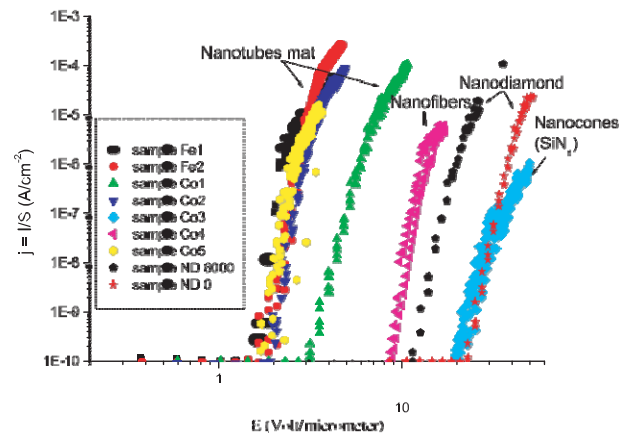 1E-3
1E-4
1E-5
1E-6
1E-7
1E-8
1E-9
1E-10
j = I/S (A/cm⁻²)
Nanotubes mat
Nanofibers
Nanodiamond
Nanocones
(SiNₓ)
sample Fe1
sample Fe2
sample Co1
sample Co2
sample Co3
sample Co4
sample Co5
sample ND 6000
sample ND 0
1
10
E (Volt/micrometer)